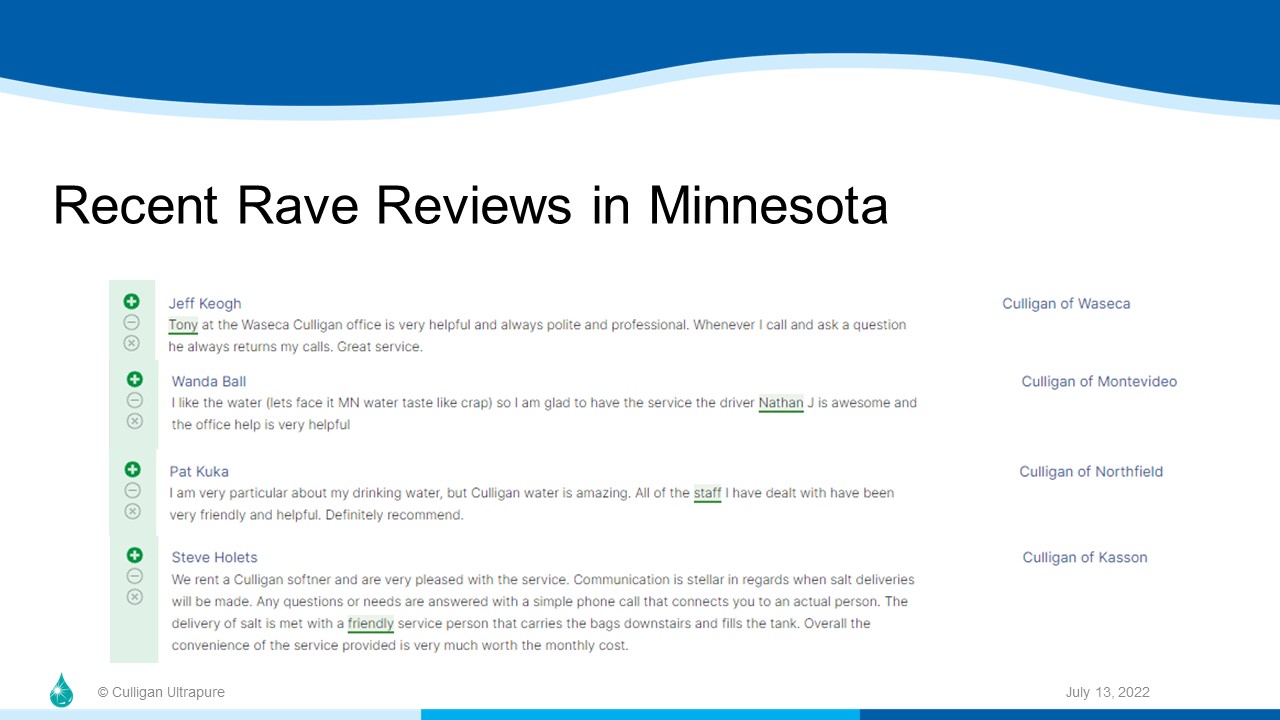 Recent Rave Reviews in Minnesota
Jeff Keogh
Culligan of Waseca
Tony at the Waseca Culligan office is very helpful and always polite and professional. Whenever I call and ask a question
he always returns my calls. Great service.
Wanda Ball
Culligan of Montevideo
I like the water (lets face it MN water taste like crap) so I am glad to have the service the driver Nathan J is awesome and
the office help is very helpful
Pat Kuka
Culligan of Northfield
I am very particular about my drinking water, but Culligan water is amazing. All of the staff I have dealt with have been
very friendly and helpful. Definitely recommend.
Steve Holets
Culligan of Kasson
We rent a Culligan softner and are very pleased with the service. Communication is stellar in regards when salt deliveries
will be made. Any questions or needs are answered with a simple phone call that connects you to an actual person. The
delivery of salt is met with a friendly service person that carries the bags downstairs and fills the tank. Overall the
convenience of the service provided is very much worth the monthly cost.
© Culligan Ultrapure
July 13, 2022